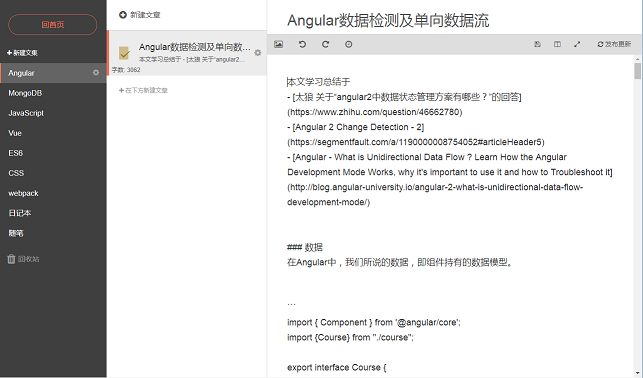 回首页
新建文集
Angular
MongoDB
JavaScript
Vue
ES6
CSS
webpack
日记本
随笔
回收站
新建文章
Angular数据检测及单向数...
本文学习总结于 - [太狼 关于“angular2...
字数: 3062
在下方新建文章
Angular数据检测及单向数据流
发布更新
本文学习总结于
- [太狼 关于“angular2中数据状态管理方案有哪些？”的回答]
(https://www.zhihu.com/question/46662780)
- [Angular 2 Change Detection - 2]
(https://segmentfault.com/a/1190000008754052#articleHeader5)
- [Angular - What is Unidirectional Data Flow ? Learn How the Angular
Development Mode Works, why it's important to use it and how to Troubleshoot it]
(http://blog.angular-university.io/angular-2-what-is-unidirectional-data-flow-
development-mode/)
### 数据
在Angular中，我们所说的数据，即组件持有的数据模型。
...
import { Component } from '@angular/core';
import {Course} from "./course";
export interface Course {